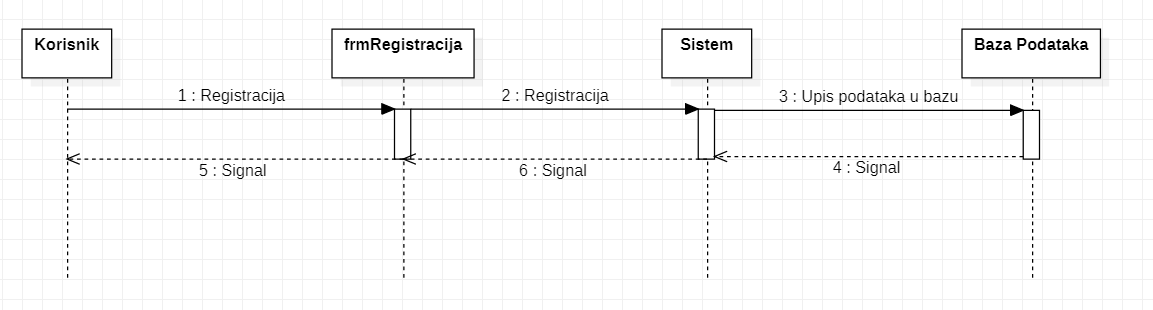 Korisnik
frmRegistracija
Sistem
Baza Podataka
1 : Registracija
2 : Registracija
3 : Upis podataka u bazu
5 : Signal
6 : Signal
4 : Signal